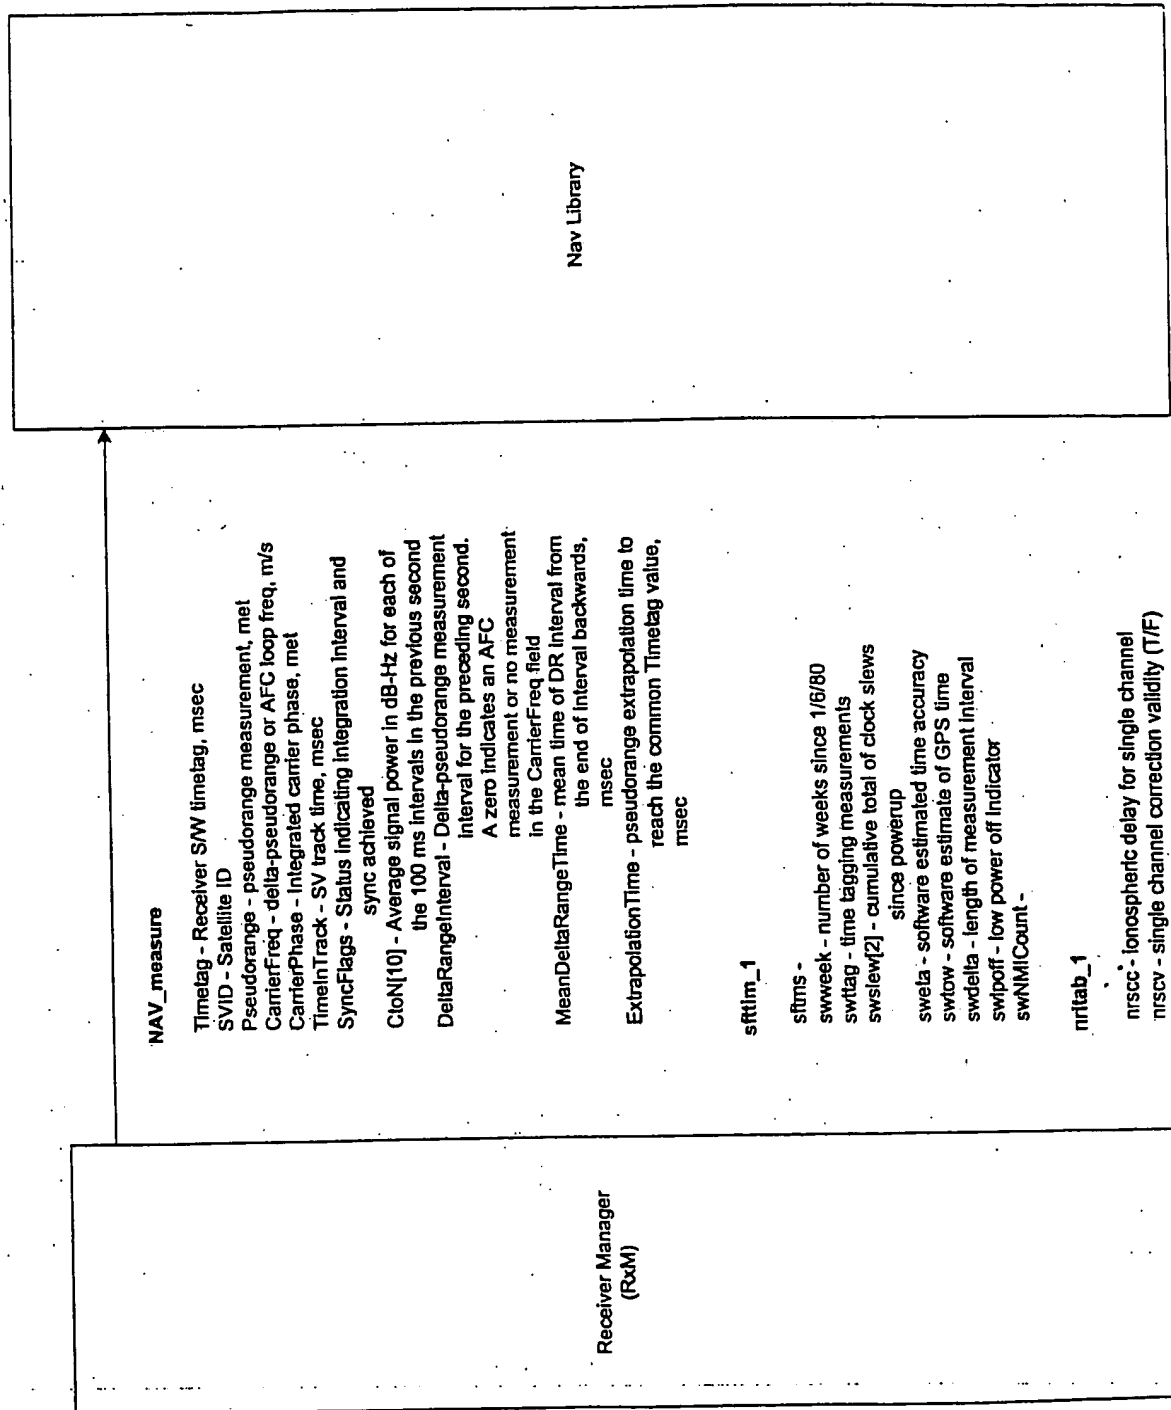 Receiver Manager
(RxM)
NAV_measure
Timetag - Receiver S/W timetag, msec
SVID - Satellite ID
Pseudorange - pseudorange measurement, met
CarrierFreq - delta-pseudorange or AFC loop freq, m/s
CarrierPhase - Integrated carrier phase, met
TimeInTrack - SV track time, msec
SyncFlags - Status indicating integration interval and
sync achieved
CtoN[10] - Average signal power in dB-Hz for each of
the 100 ms intervals in the previous second
DeltaRangeInterval - Delta-pseudorange measurement
interval for the preceding second.
A zero indicates an AFC
measurement or no measurement
in the CarrierFreq field
MeanDeltaRangeTime - mean time of DR interval from
the end of interval backwards,
msec
ExtrapolationTime - pseudorange extrapolation time to
reach the common Timetag value,
msec
sfttim_1
sftms -
swweek - number of weeks since 1/6/80
swttag - time tagging measurements
swslew[2] - cumulative total of clock slews
since powerup
sweta - software estimated time accuracy
swtow - software estimate of GPS time
swdelta - length of measurement interval
swlpoff - low power off indicator
swNMICount -
nritab_1
nrscc - ionospheric delay for single channel
nrscv - single channel correction validity (T/F)
Nav Library